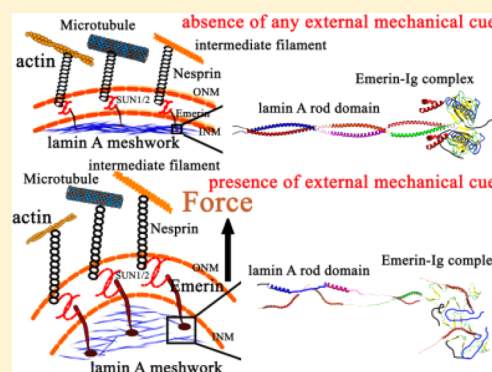 absence of any external mechanical cue
Microtubule
intermediate filament
actin
Nesprin
ONM
SUN1/2
Emerin
INM
lamin A meshwork
lamin A rod domain
Emerin-Ig complex
presence of external mechanical cue
intermediate filament
Microtubule
Force
actin
Nesprin
ONM
SUN1/2
Emerin
INM
lamin A meshwork
lamin A rod domain
Emerin-Ig comple